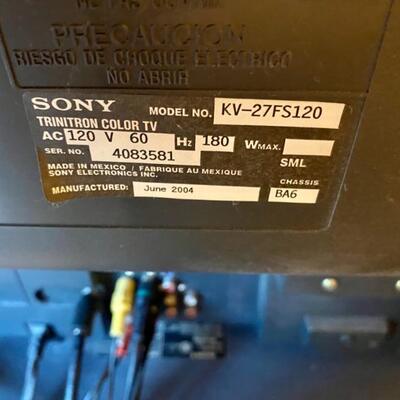 PRECAUCION
RIESGO DE CHOQUE ELECTRICO
NO ABRIR
SONY MODEL NO. KV-27FS120
TRINITRON COLOR TV
AC 120 V 60 Hz 180 WMAX.
SER. NO. 4083581 SML
MADE IN MEXICO / FABRIQUE AU MEXIQUE
SONY ELECTRONICS INC. CHASSIS
MANUFACTURED: June 2004 BA6